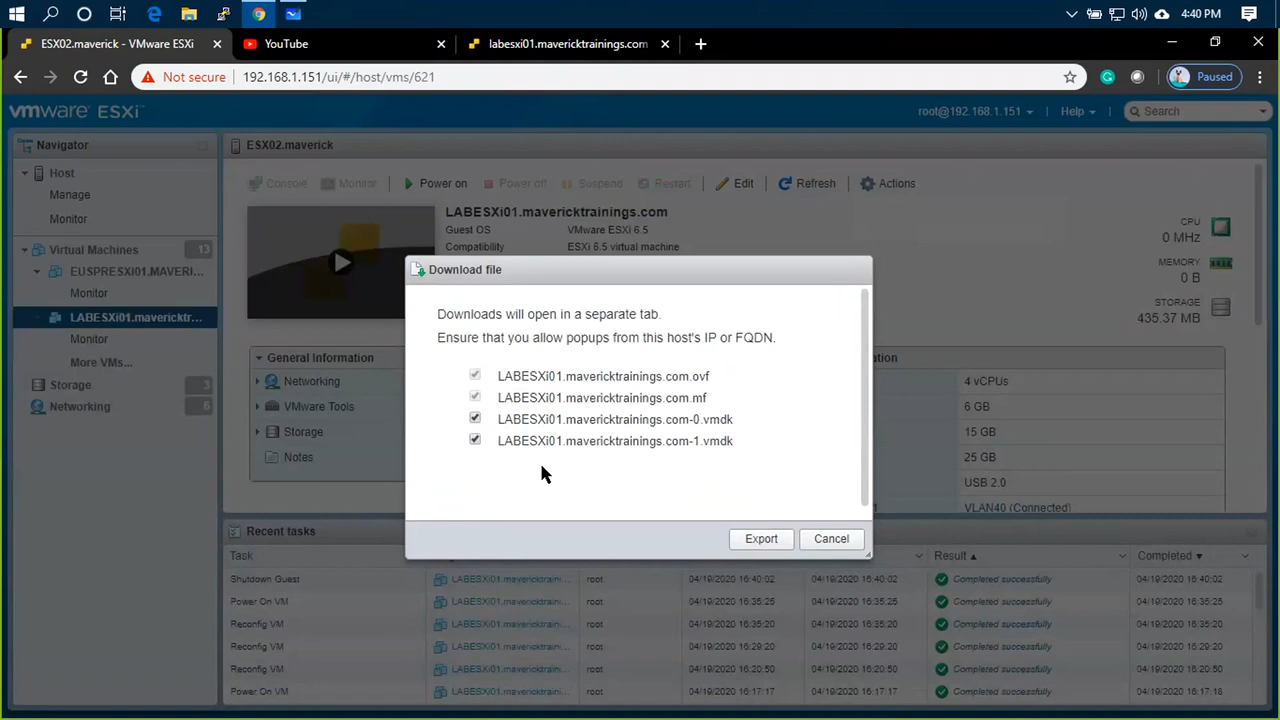 4:40 PM
ESX02.maverick - VMware ESXi
YouTube
labesxi01.mavericktrainings.com
Not secure
192.168.1.151/ui/#/host/vms/621
Paused
vmware ESXi
root@192.168.1.151
Help
Search
Navigator
Host
Manage
Monitor
Virtual Machines
13
EUSPRESXI01.MAVERI...
Monitor
LABESXi01.mavericktr...
Monitor
More VMs...
Storage
3
Networking
6
ESX02.maverick
Console
Monitor
Power on
Power off
Suspend
Restart
Edit
Refresh
Actions
LABESXi01.mavericktrainings.com
Guest OS
VMware ESXi 6.5
Compatibility
ESXi 6.5 virtual machine
CPU
0 MHz
MEMORY
0 B
STORAGE
435.37 MB
General Information
Networking
VMware Tools
Storage
Notes
4 vCPUs
6 GB
15 GB
25 GB
USB 2.0
VLAN40 (Connected)
Download file
Downloads will open in a separate tab.
Ensure that you allow popups from this host's IP or FQDN.
LABESXi01.mavericktrainings.com.ovf
LABESXi01.mavericktrainings.com.mf
LABESXi01.mavericktrainings.com-0.vmdk
LABESXi01.mavericktrainings.com-1.vmdk
Export
Cancel
Recent tasks
Task
Result
Completed
Shutdown Guest LABESXi01.mavericktraini... root 04/19/2020 16:40:02 04/19/2020 16:40:02 Completed successfully 04/19/2020 16:40:02
Power On VM LABESXi01.mavericktraini... root 04/19/2020 16:35:25 04/19/2020 16:35:25 Completed successfully 04/19/2020 16:35:25
Reconfig VM LABESXi01.mavericktraini... root 04/19/2020 16:35:20 04/19/2020 16:35:20 Completed successfully 04/19/2020 16:35:20
Reconfig VM LABESXi01.mavericktraini... root 04/19/2020 16:26:50 04/19/2020 16:26:50 Completed successfully 04/19/2020 16:26:50
Reconfig VM LABESXi01.mavericktraini... root 04/19/2020 16:20:50 04/19/2020 16:20:50 Completed successfully 04/19/2020 16:20:50
Power On VM LABESXi01.mavericktraini... root 04/19/2020 16:17:17 04/19/2020 16:17:17 Completed successfully 04/19/2020 16:17:18